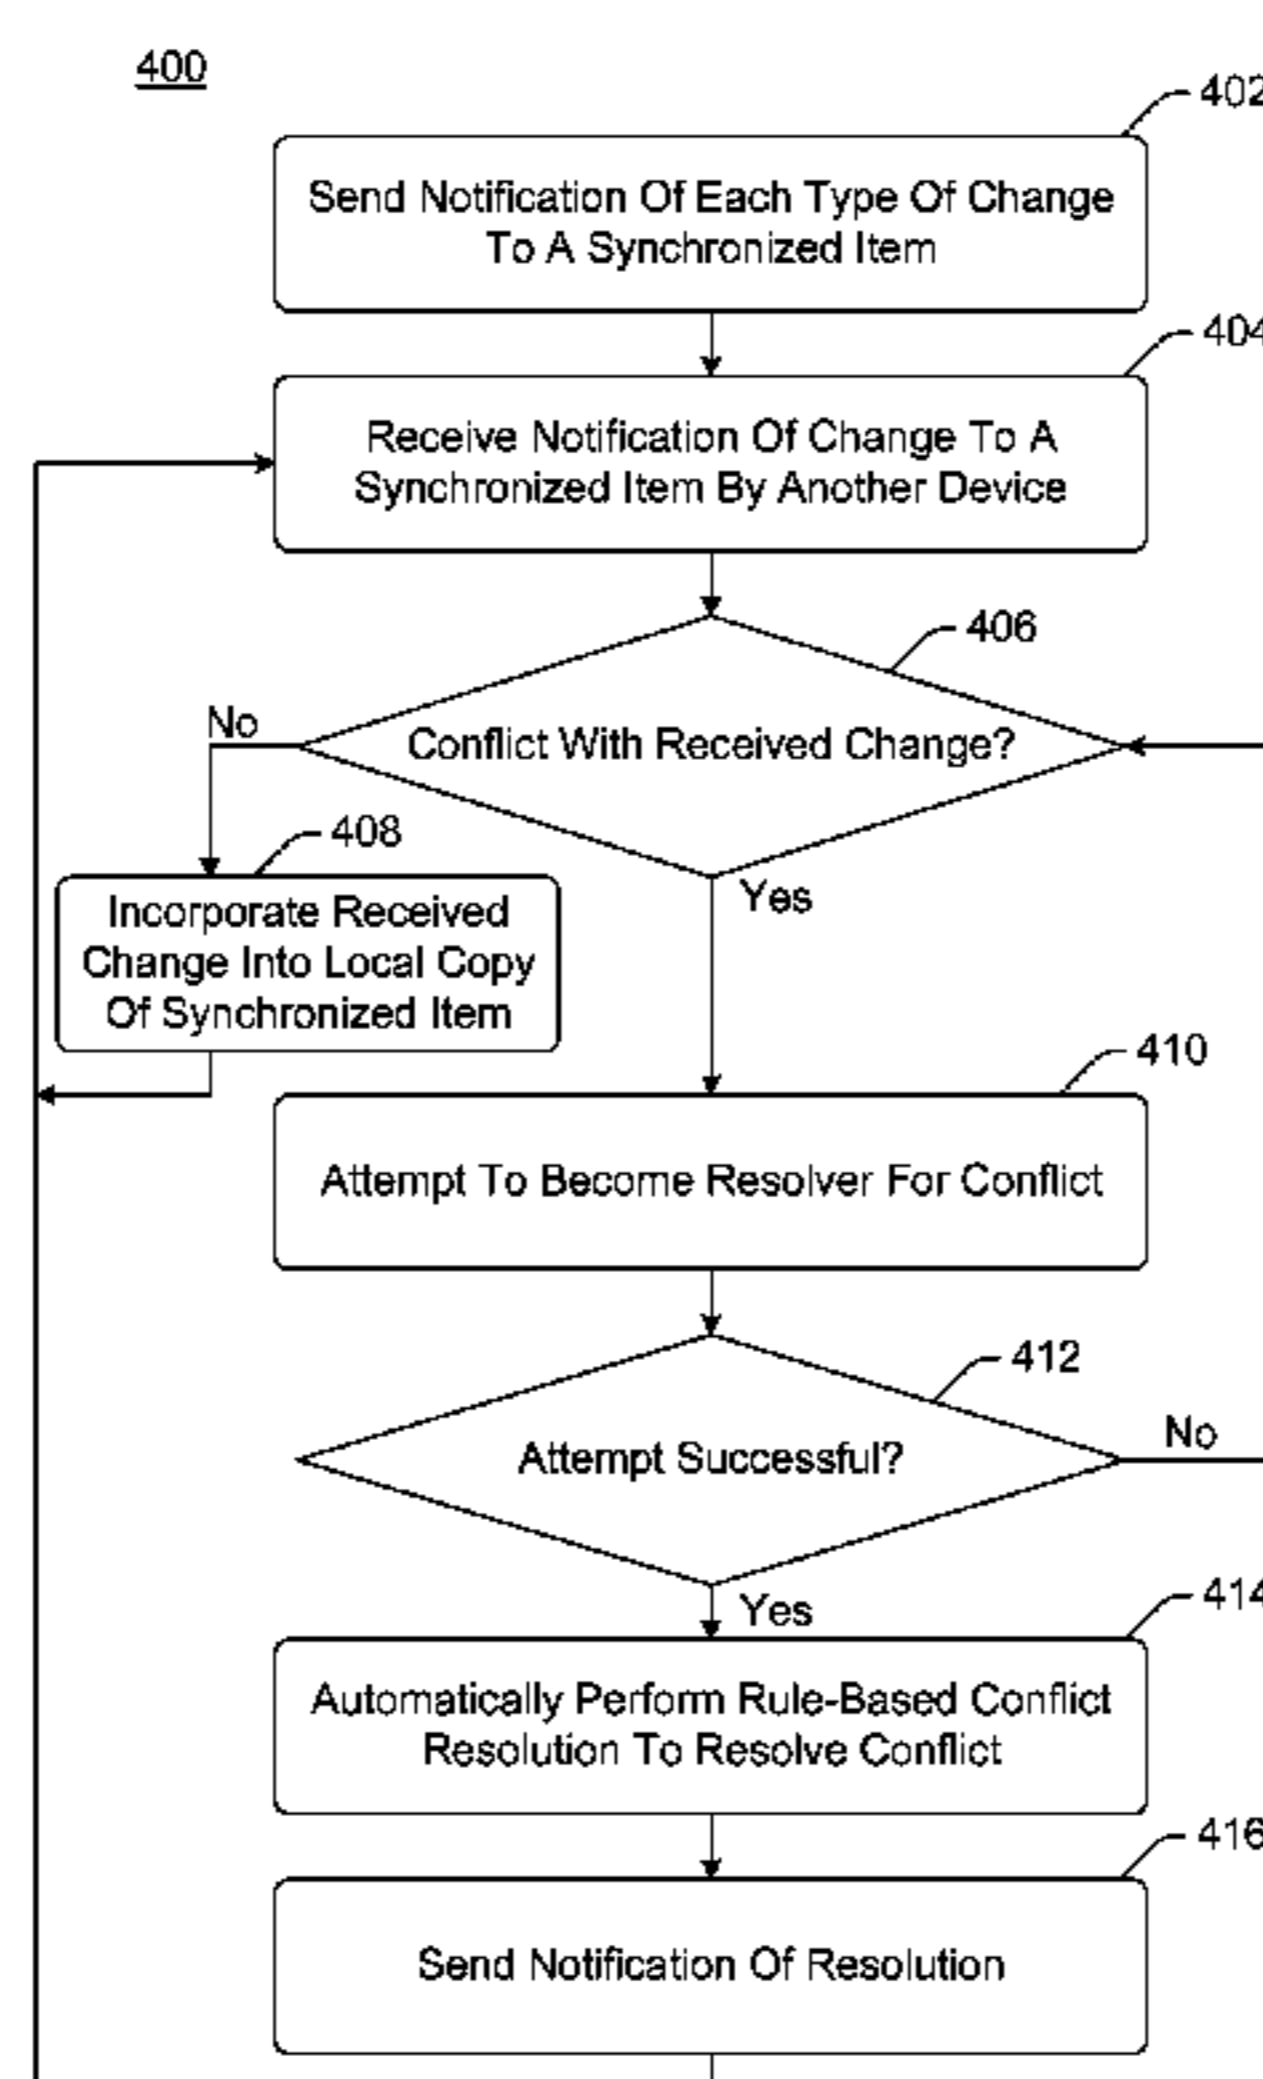 400
402
Send Notification Of Each Type Of Change
To A Synchronized Item
404
Receive Notification Of Change To A
Synchronized Item By Another Device
406
Conflict With Received Change?
No
Yes
408
Incorporate Received
Change Into Local Copy
Of Synchronized Item
410
Attempt To Become Resolver For Conflict
412
Attempt Successful?
No
Yes
414
Automatically Perform Rule-Based Conflict
Resolution To Resolve Conflict
416
Send Notification Of Resolution